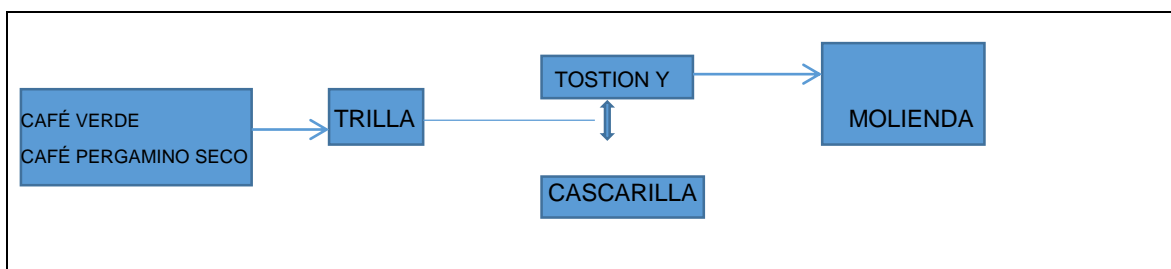 CAFÉ VERDE
CAFÉ PERGAMINO SECO
TRILLA
TOSTION Y
CASCARILLA
MOLIENDA